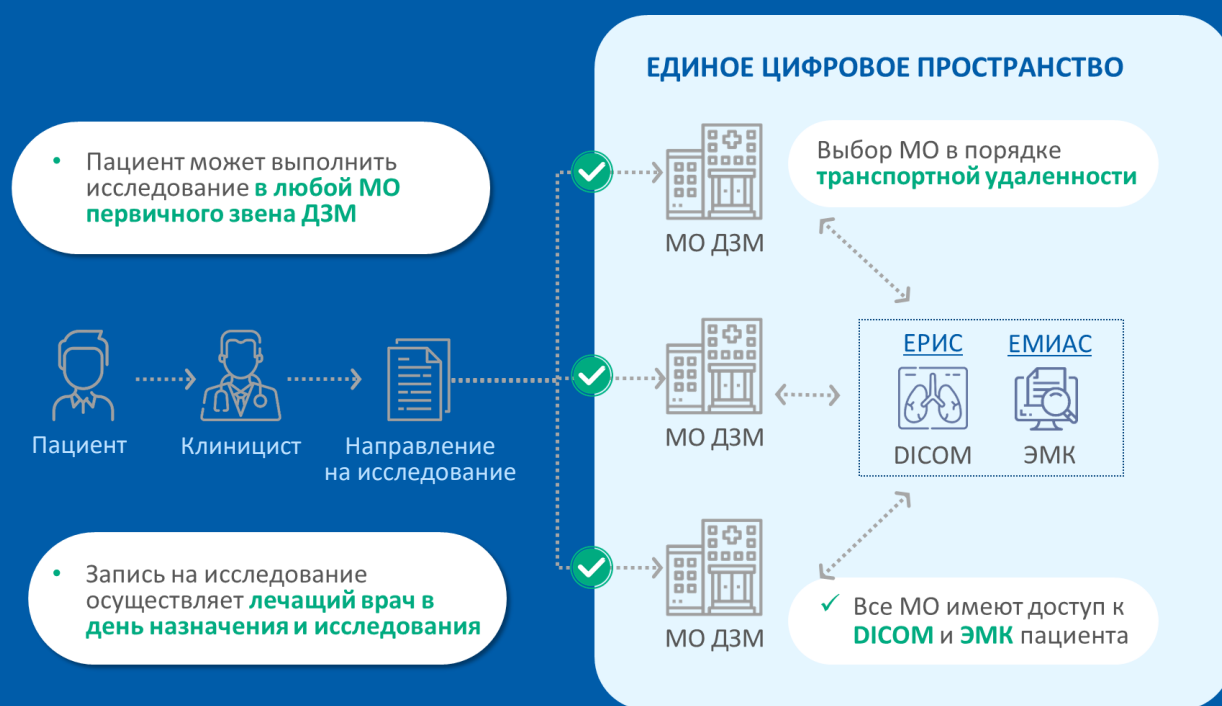 ЕДИНОЕ ЦИФРОВОЕ ПРОСТРАНСТВО
• Пациент может выполнить
исследование в любой МО
первичного звена ДЗМ
Выбор МО в порядке
транспортной удаленности
МО ДЗМ
Пациент
Клиницист
Направление
на исследование
МО ДЗМ
ЕРИС
ЕМИАС
DICOM
ЭМК
• Запись на исследование
осуществляет лечащий врач в
день назначения и исследования
МО ДЗМ
✓ Все МО имеют доступ к
DICOM и ЭМК пациента